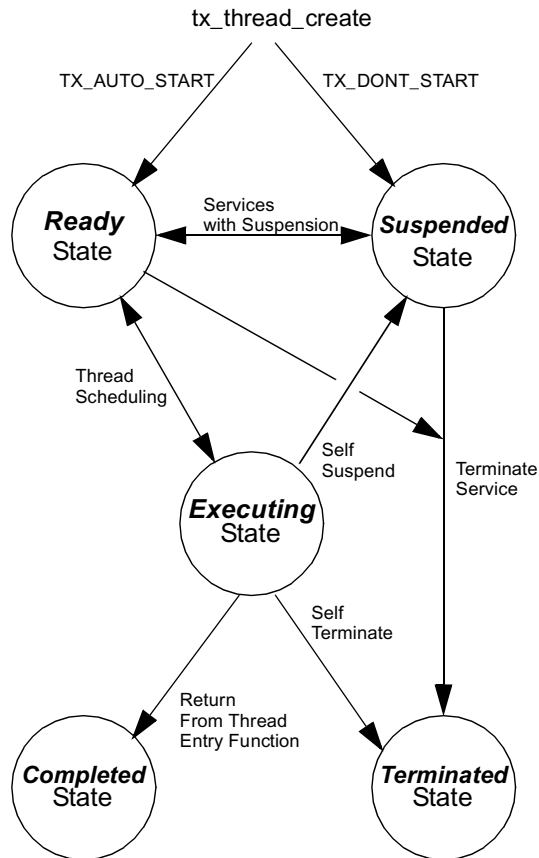 tx_thread_create
TX_AUTO_START
TX_DONT_START
Ready
State
Services
with Suspension
Suspended
State
Thread
Scheduling
Self
Suspend
Terminate
Service
Executing
State
Self
Terminate
Return
From Thread
Entry Function
Completed
State
Terminated
State